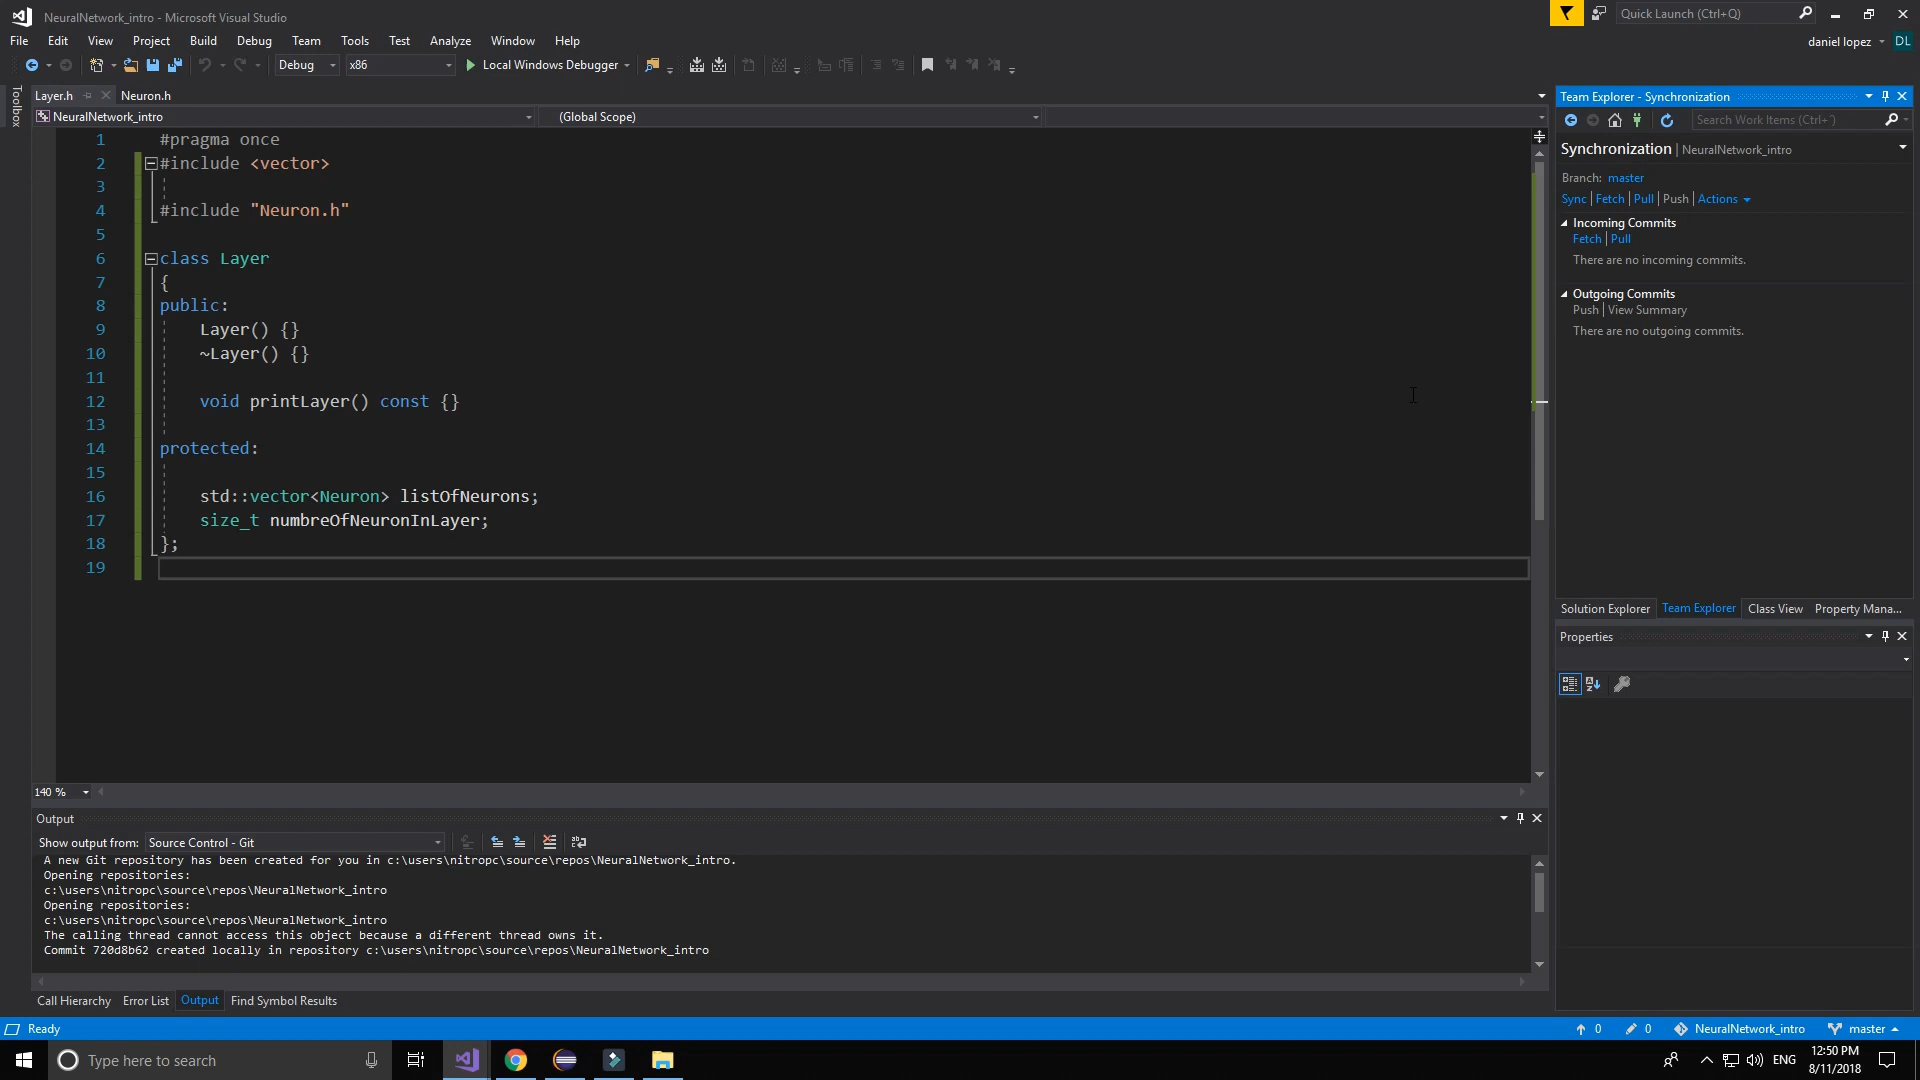 NeuralNetwork_intro - Microsoft Visual Studio
Quick Launch (Ctrl+Q)
File Edit View Project Build Debug Team Tools Test Analyze Window Help
daniel lopez DL
Debug x86 Local Windows Debugger
Toolbox
Layer.h Neuron.h
NeuralNetwork_intro (Global Scope)
1 #pragma once
2 #include <vector>
3
4 #include "Neuron.h"
5
6 class Layer
7 {
8 public:
9 Layer() {}
10 ~Layer() {}
11
12 void printLayer() const {}
13
14 protected:
15
16 std::vector<Neuron> listOfNeurons;
17 size_t numbreOfNeuronInLayer;
18 };
19
140 %
Team Explorer - Synchronization
Search Work Items (Ctrl+')
Synchronization | NeuralNetwork_intro
Branch: master
Sync | Fetch | Pull | Push | Actions
Incoming Commits
Fetch | Pull
There are no incoming commits.
Outgoing Commits
Push | View Summary
There are no outgoing commits.
Solution Explorer Team Explorer Class View Property Mana...
Properties
Output
Show output from: Source Control - Git
A new Git repository has been created for you in c:\users\nitropc\source\repos\NeuralNetwork_intro.
Opening repositories:
c:\users\nitropc\source\repos\NeuralNetwork_intro
Opening repositories:
c:\users\nitropc\source\repos\NeuralNetwork_intro
The calling thread cannot access this object because a different thread owns it.
Commit 720d8b62 created locally in repository c:\users\nitropc\source\repos\NeuralNetwork_intro
Call Hierarchy Error List Output Find Symbol Results
Ready 0 0 NeuralNetwork_intro master
Type here to search
ENG
12:50 PM
8/11/2018